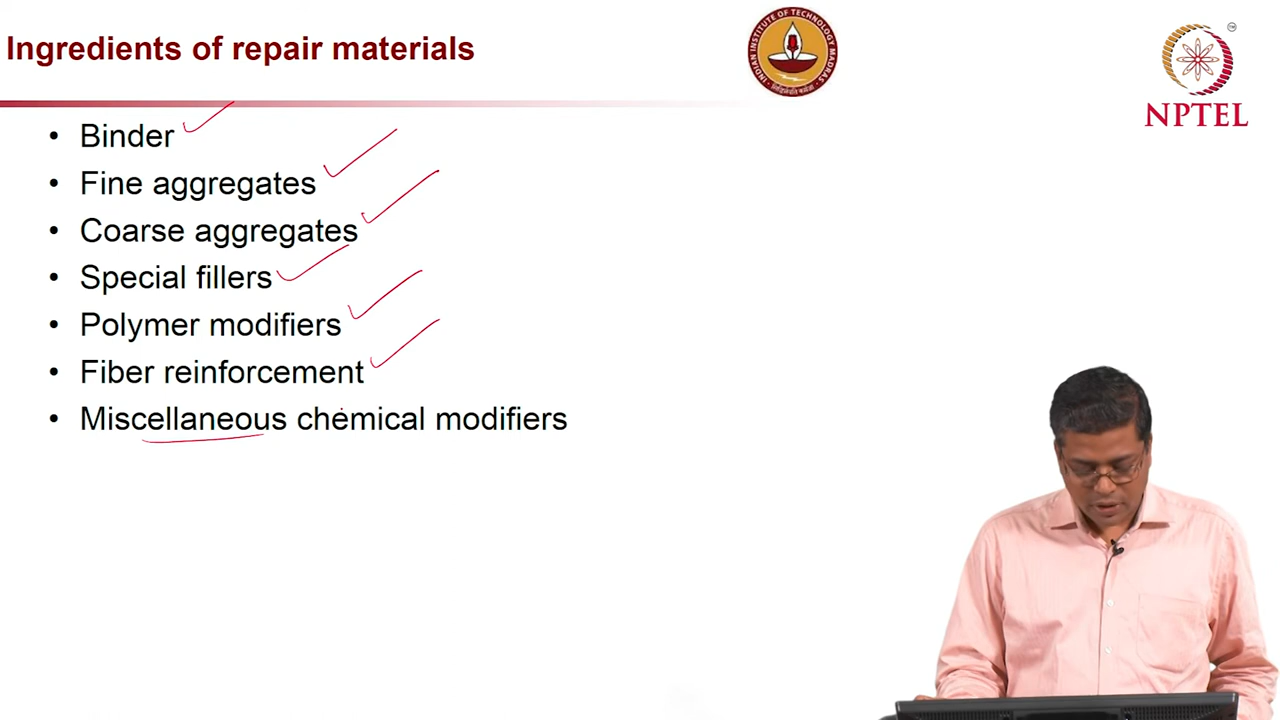 Ingredients of repair materials
INDIAN INSTITUTE OF TECHNOLOGY MADRAS
NPTEL
TM
• Binder
• Fine aggregates
• Coarse aggregates
• Special fillers
• Polymer modifiers
• Fiber reinforcement
• Miscellaneous chemical modifiers